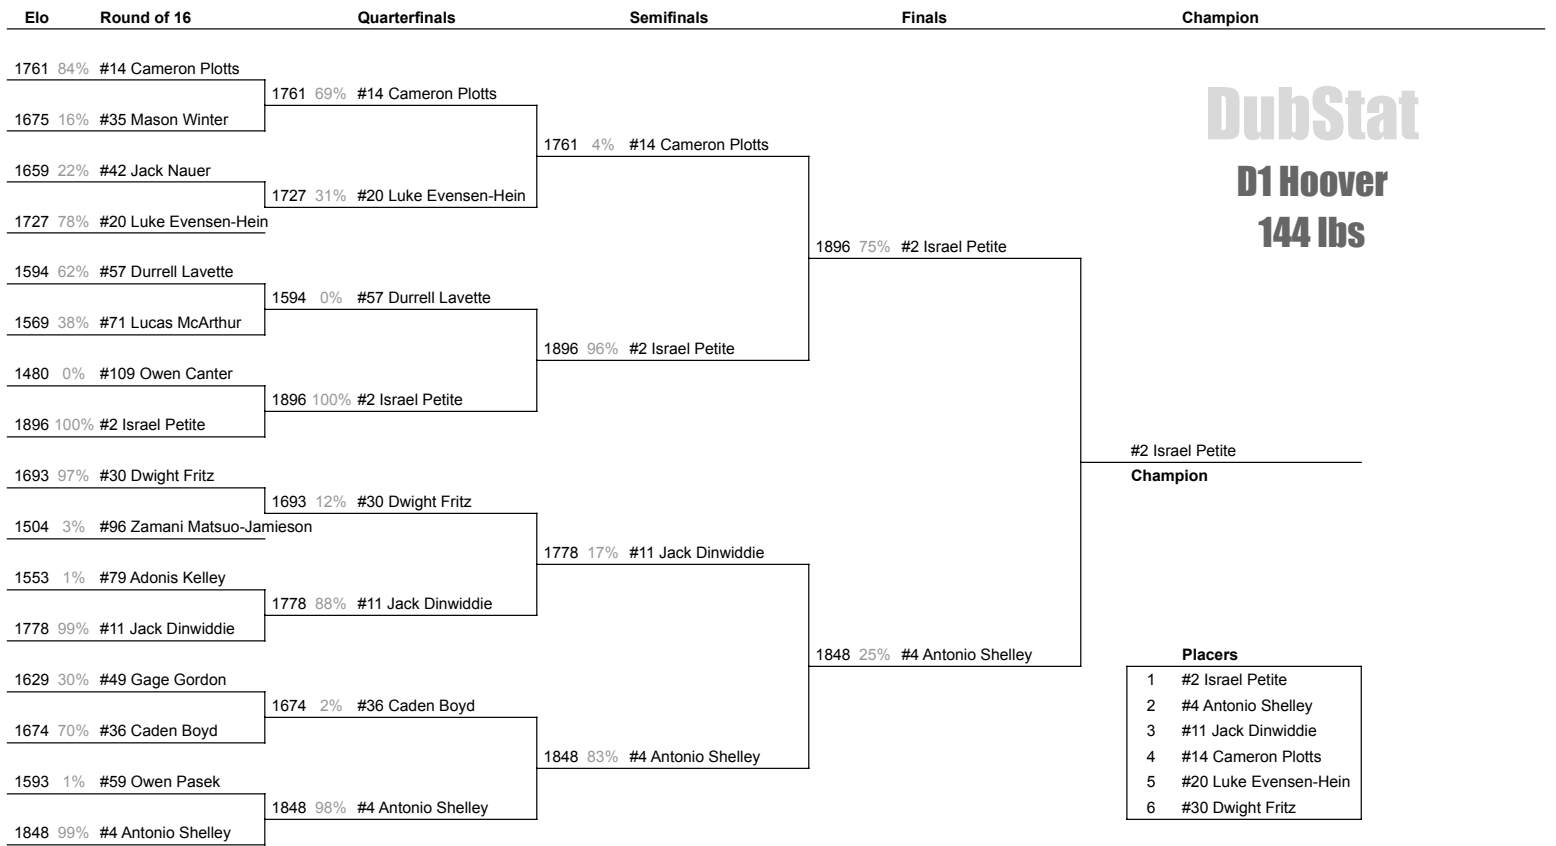 Elo Round of 16 Quarterfinals Semifinals Finals Champion
1761 84% #14 Cameron Plotts
1761 69% #14 Cameron Plotts
1675 16% #35 Mason Winter
1761 4% #14 Cameron Plotts
1659 22% #42 Jack Nauer
1727 31% #20 Luke Evensen-Hein
1727 78% #20 Luke Evensen-Hein
1896 75% #2 Israel Petite
1594 62% #57 Durrell Lavette
1594 0% #57 Durrell Lavette
1569 38% #71 Lucas McArthur
1896 96% #2 Israel Petite
1480 0% #109 Owen Canter
1896 100% #2 Israel Petite
1896 100% #2 Israel Petite
#2 Israel Petite
Champion
1693 97% #30 Dwight Fritz
1693 12% #30 Dwight Fritz
1504 3% #96 Zamani Matsuo-Jamieson
1778 17% #11 Jack Dinwiddie
1553 1% #79 Adonis Kelley
1778 88% #11 Jack Dinwiddie
1778 99% #11 Jack Dinwiddie
1848 25% #4 Antonio Shelley
1629 30% #49 Gage Gordon
1674 2% #36 Caden Boyd
1674 70% #36 Caden Boyd
1848 83% #4 Antonio Shelley
1593 1% #59 Owen Pasek
1848 98% #4 Antonio Shelley
1848 99% #4 Antonio Shelley
DubStat
D1 Hoover
144 lbs
Placers
1 #2 Israel Petite
2 #4 Antonio Shelley
3 #11 Jack Dinwiddie
4 #14 Cameron Plotts
5 #20 Luke Evensen-Hein
6 #30 Dwight Fritz